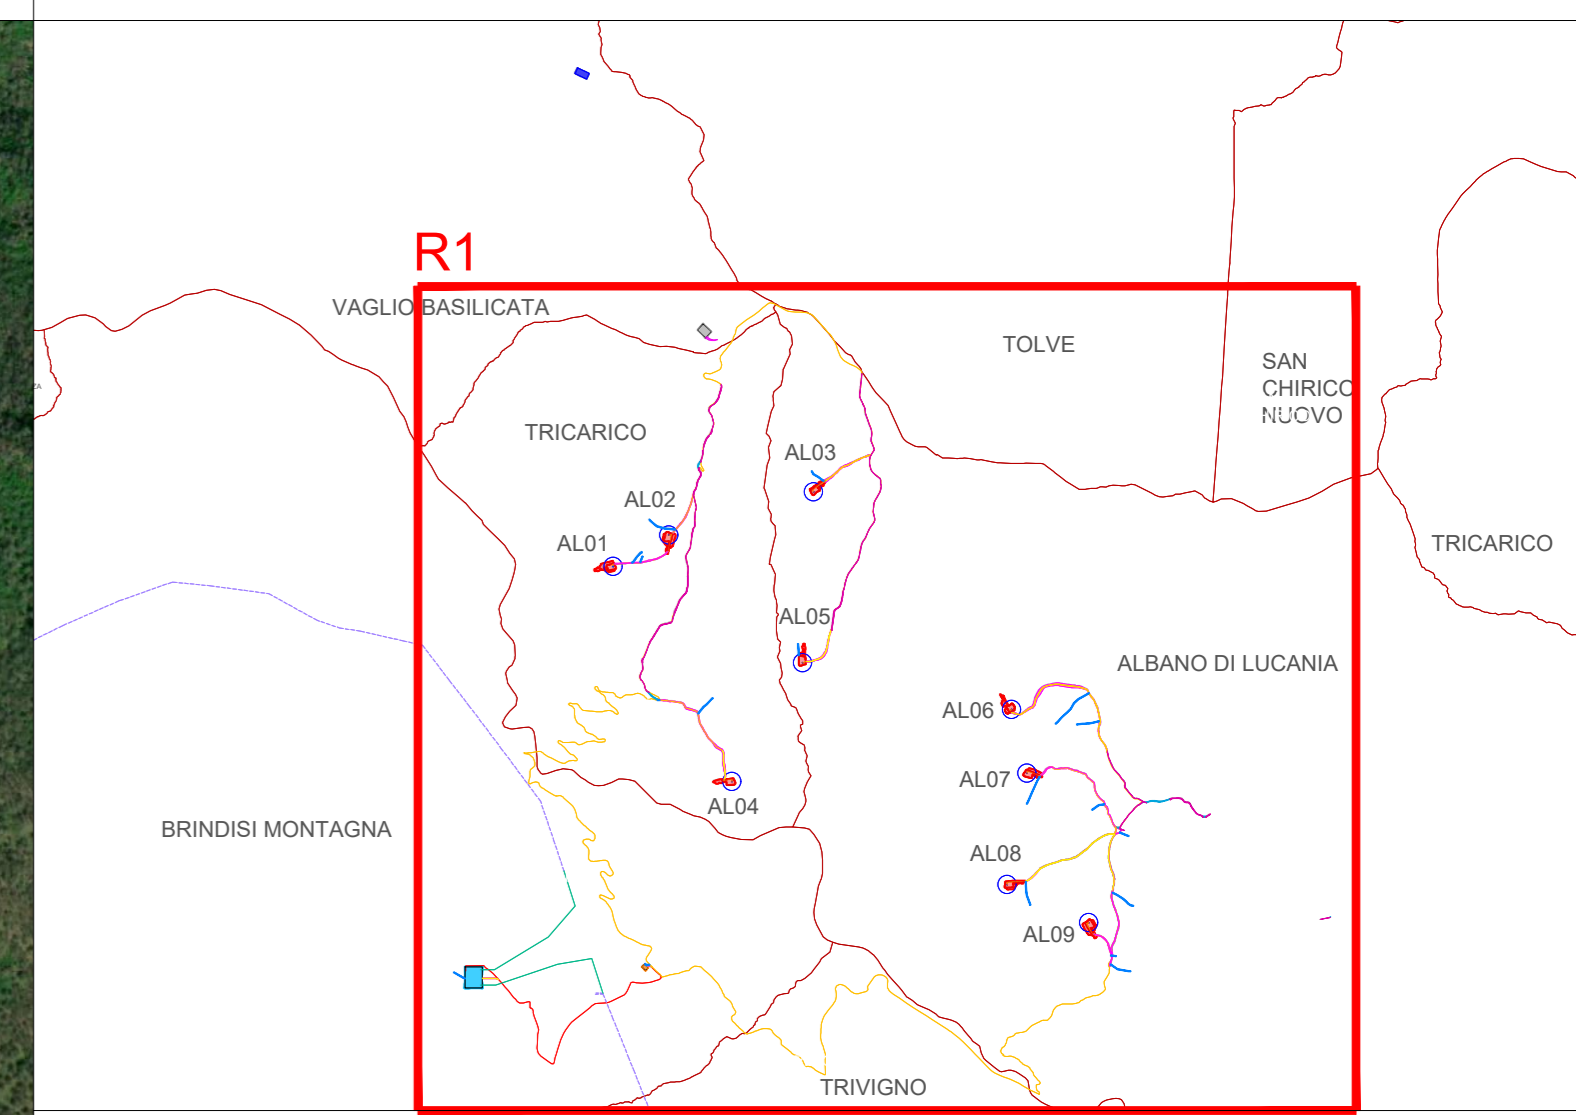 R1
VAGLIO BASILICATA
TOLVE
SAN
CHIRICO
NUOVO
TRICARICO
AL03
AL02
AL01
TRICARICO
AL05
ALBANO DI LUCANIA
AL06
AL07
AL04
BRINDISI MONTAGNA
AL08
AL09
TRIVIGNO